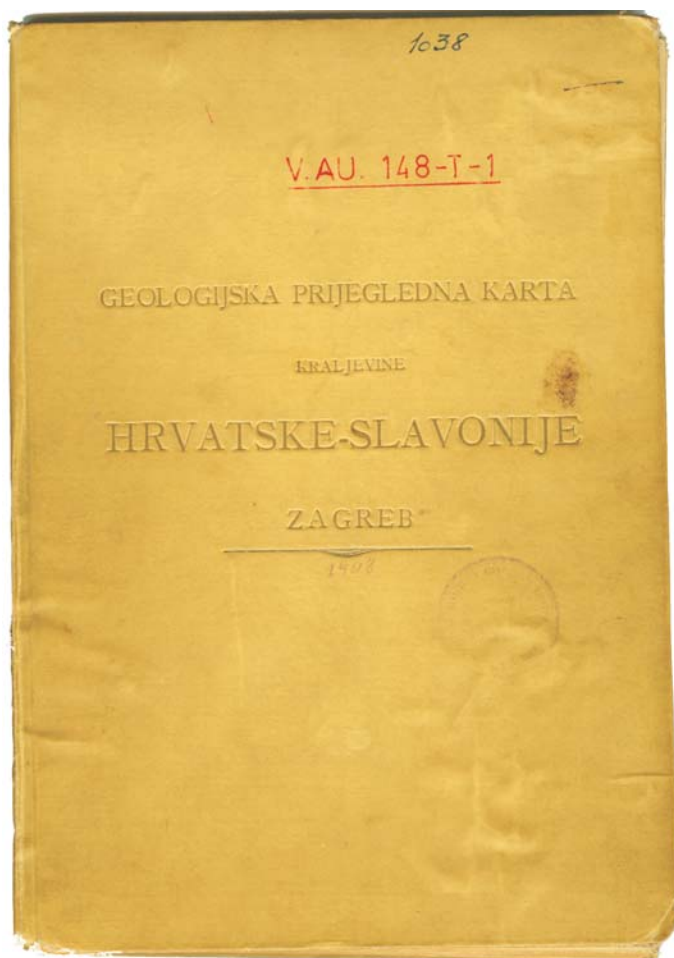 1038
V. AU. 148-T-1
GEOLOGIJSKA PRIJEGLEDNA KARTA
KRALJEVINE
HRVATSKE-SLAVONIJE
ZAGREB